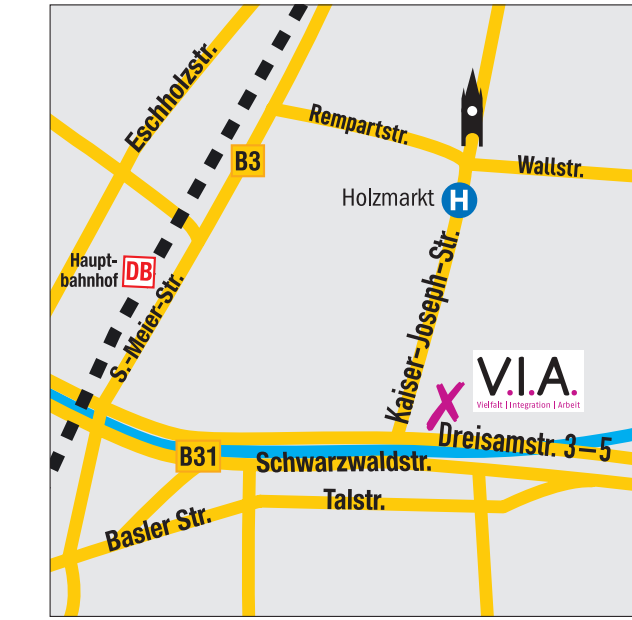 Eschholzstr.
Rempartstr.
B3
Wallstr.
Holzmarkt H
Haupt-
bahnhof DB
S.-Meier-Str.
Kaiser-Joseph-Str.
V.I.A.
Vielfalt | Integration | Arbeit
Dreisamstr. 3–5
B31
Schwarzwaldstr.
Talstr.
Basler Str.